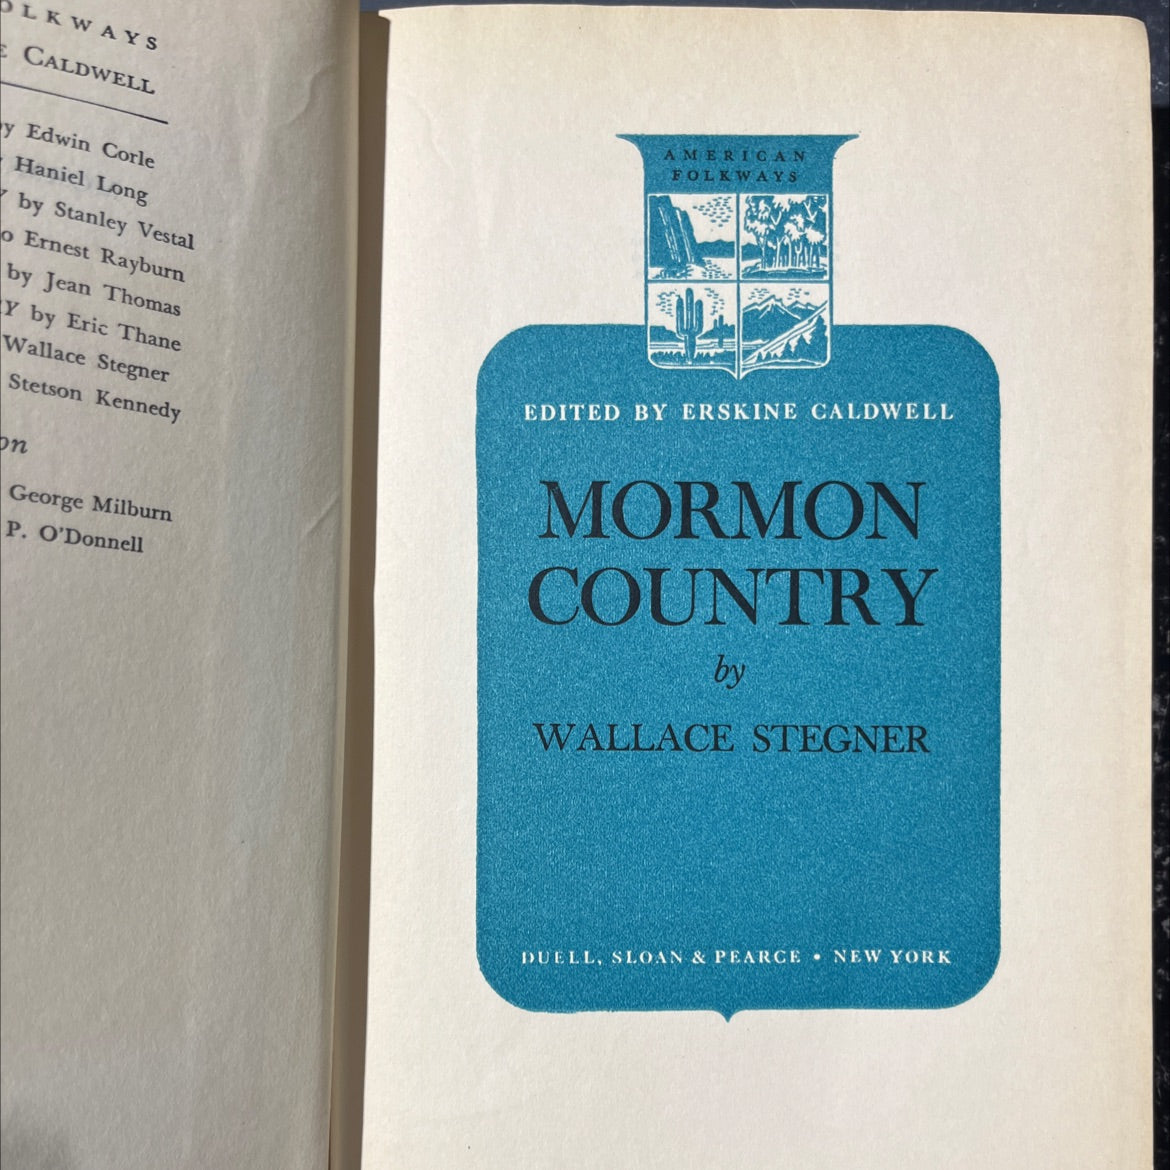 CALDWELL
by Edwin Corle
Haniel Long
by Stanley Vestal
Ernest Rayburn
by Jean Thomas
by Eric Thane
Wallace Stegner
Stetson Kennedy
George Milburn
P. O'Donnell
AMERICAN
FOLKWAYS
EDITED BY ERSKINE CALDWELL
MORMON
COUNTRY
by
WALLACE STEGNER
DUELL, SLOAN & PEARCE • NEW YORK